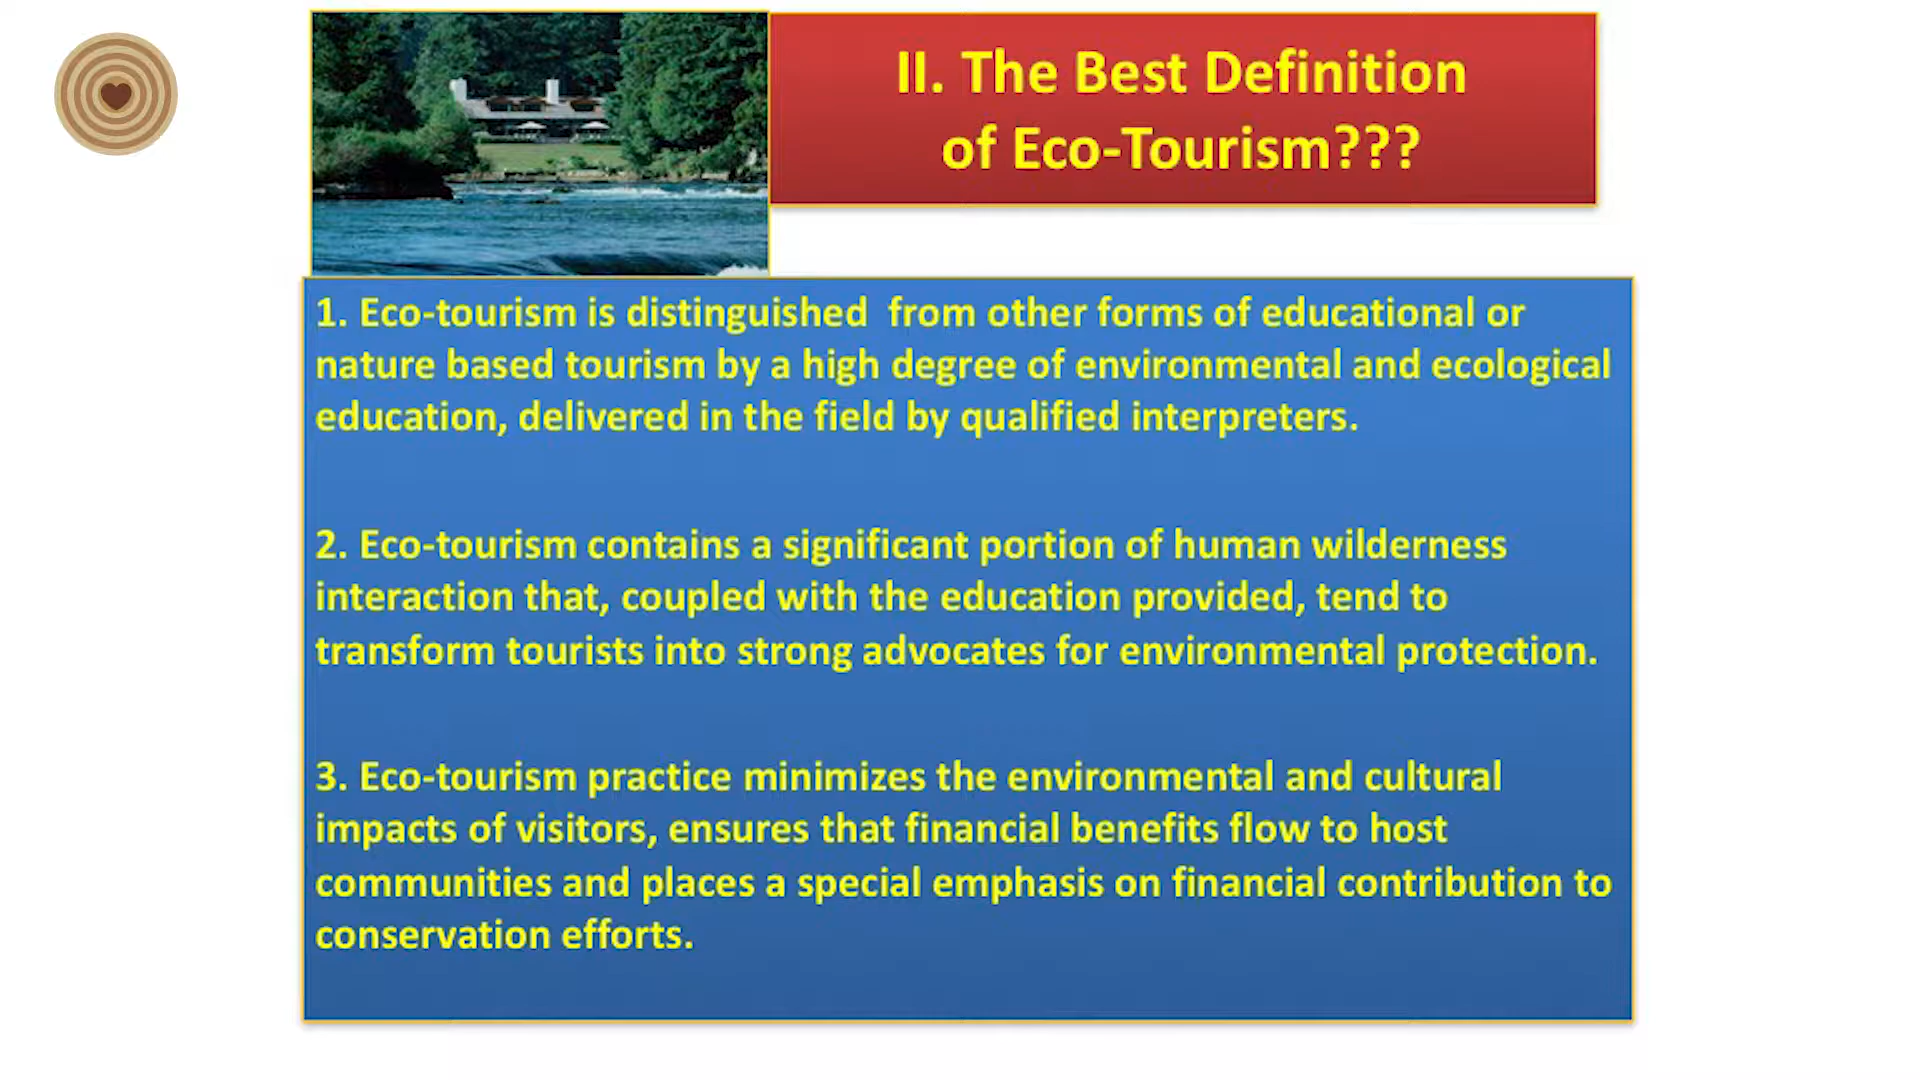 II. The Best Definition
of Eco-Tourism???
1. Eco-tourism is distinguished  from other forms of educational or
nature based tourism by a high degree of environmental and ecological
education, delivered in the field by qualified interpreters.
2. Eco-tourism contains a significant portion of human wilderness
interaction that, coupled with the education provided, tend to
transform tourists into strong advocates for environmental protection.
3. Eco-tourism practice minimizes the environmental and cultural
impacts of visitors, ensures that financial benefits flow to host
communities and places a special emphasis on financial contribution to
conservation efforts.